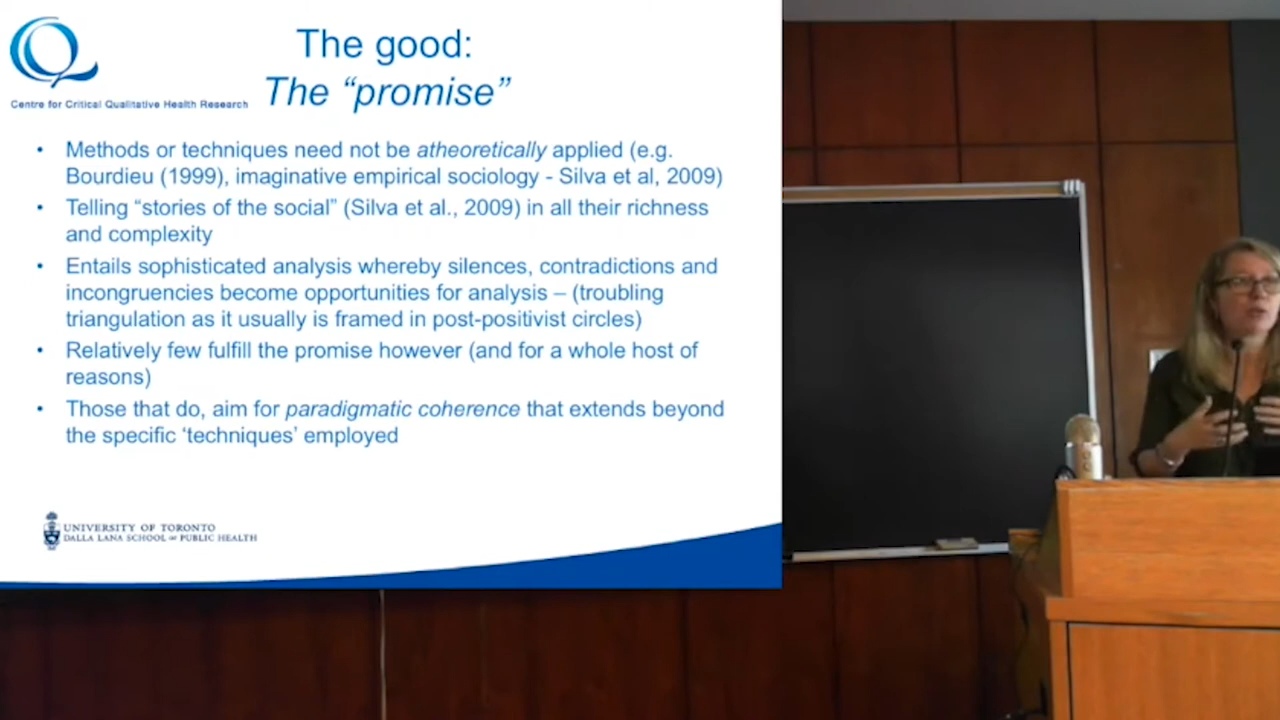 The good:
The “promise”
Centre for Critical Qualitative Health Research
• Methods or techniques need not be atheoretically applied (e.g.
Bourdieu (1999), imaginative empirical sociology - Silva et al, 2009)
• Telling “stories of the social” (Silva et al., 2009) in all their richness
and complexity
• Entails sophisticated analysis whereby silences, contradictions and
incongruencies become opportunities for analysis – (troubling
triangulation as it usually is framed in post-positivist circles)
• Relatively few fulfill the promise however (and for a whole host of
reasons)
• Those that do, aim for paradigmatic coherence that extends beyond
the specific ‘techniques’ employed
UNIVERSITY OF TORONTO
DALLA LANA SCHOOL OF PUBLIC HEALTH